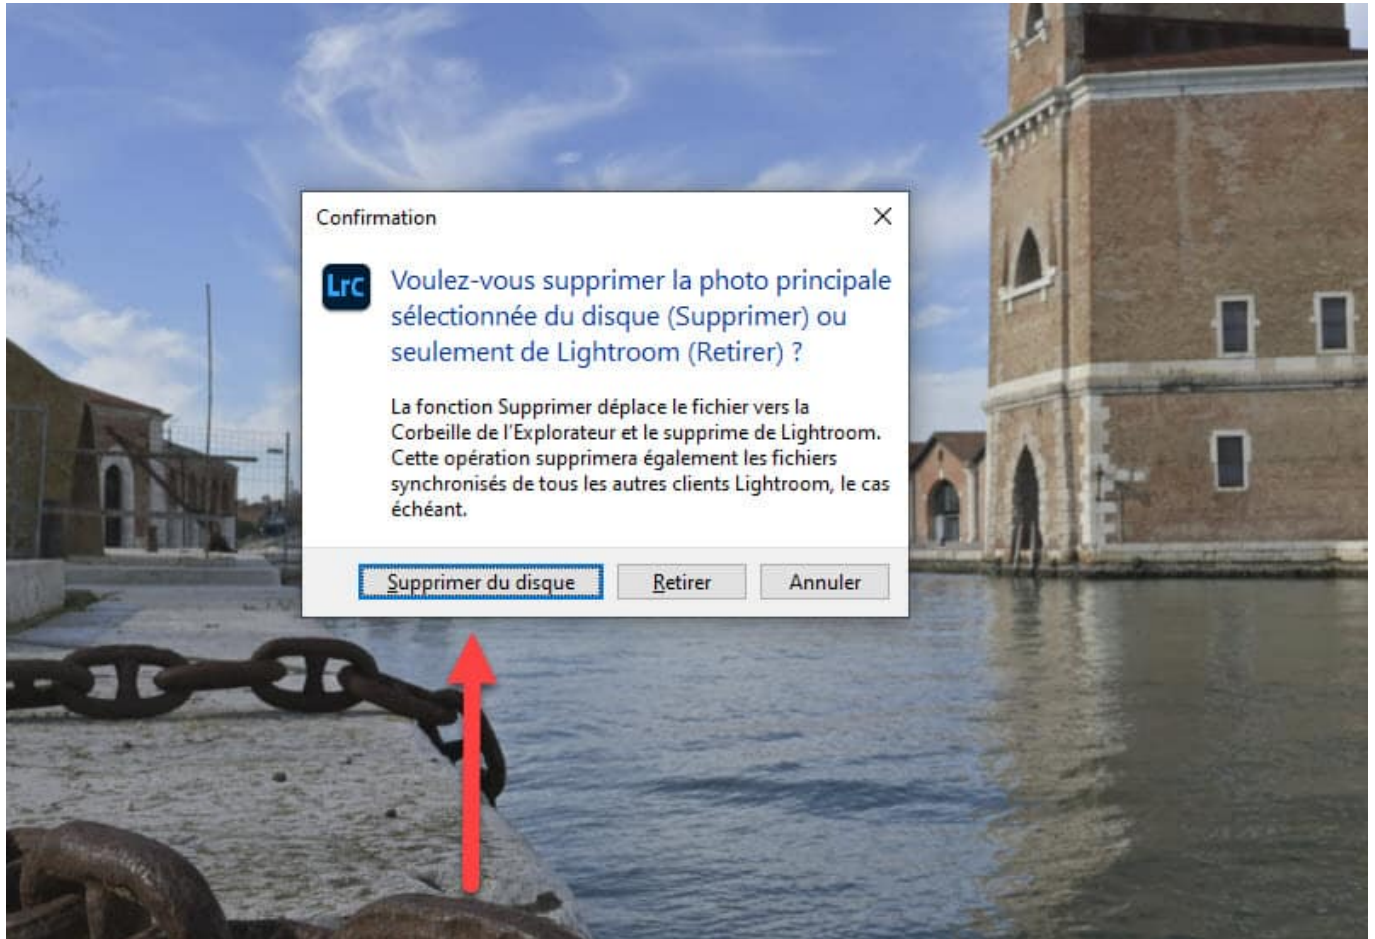 Confirmation
LrC
Voulez-vous supprimer la photo principale
sélectionnée du disque (Supprimer) ou
seulement de Lightroom (Retirer) ?
La fonction Supprimer déplace le fichier vers la
Corbeille de l'Explorateur et le supprime de Lightroom.
Cette opération supprimera également les fichiers
synchronisés de tous les autres clients Lightroom, le cas
échéant.
Supprimer du disque Retirer Annuler